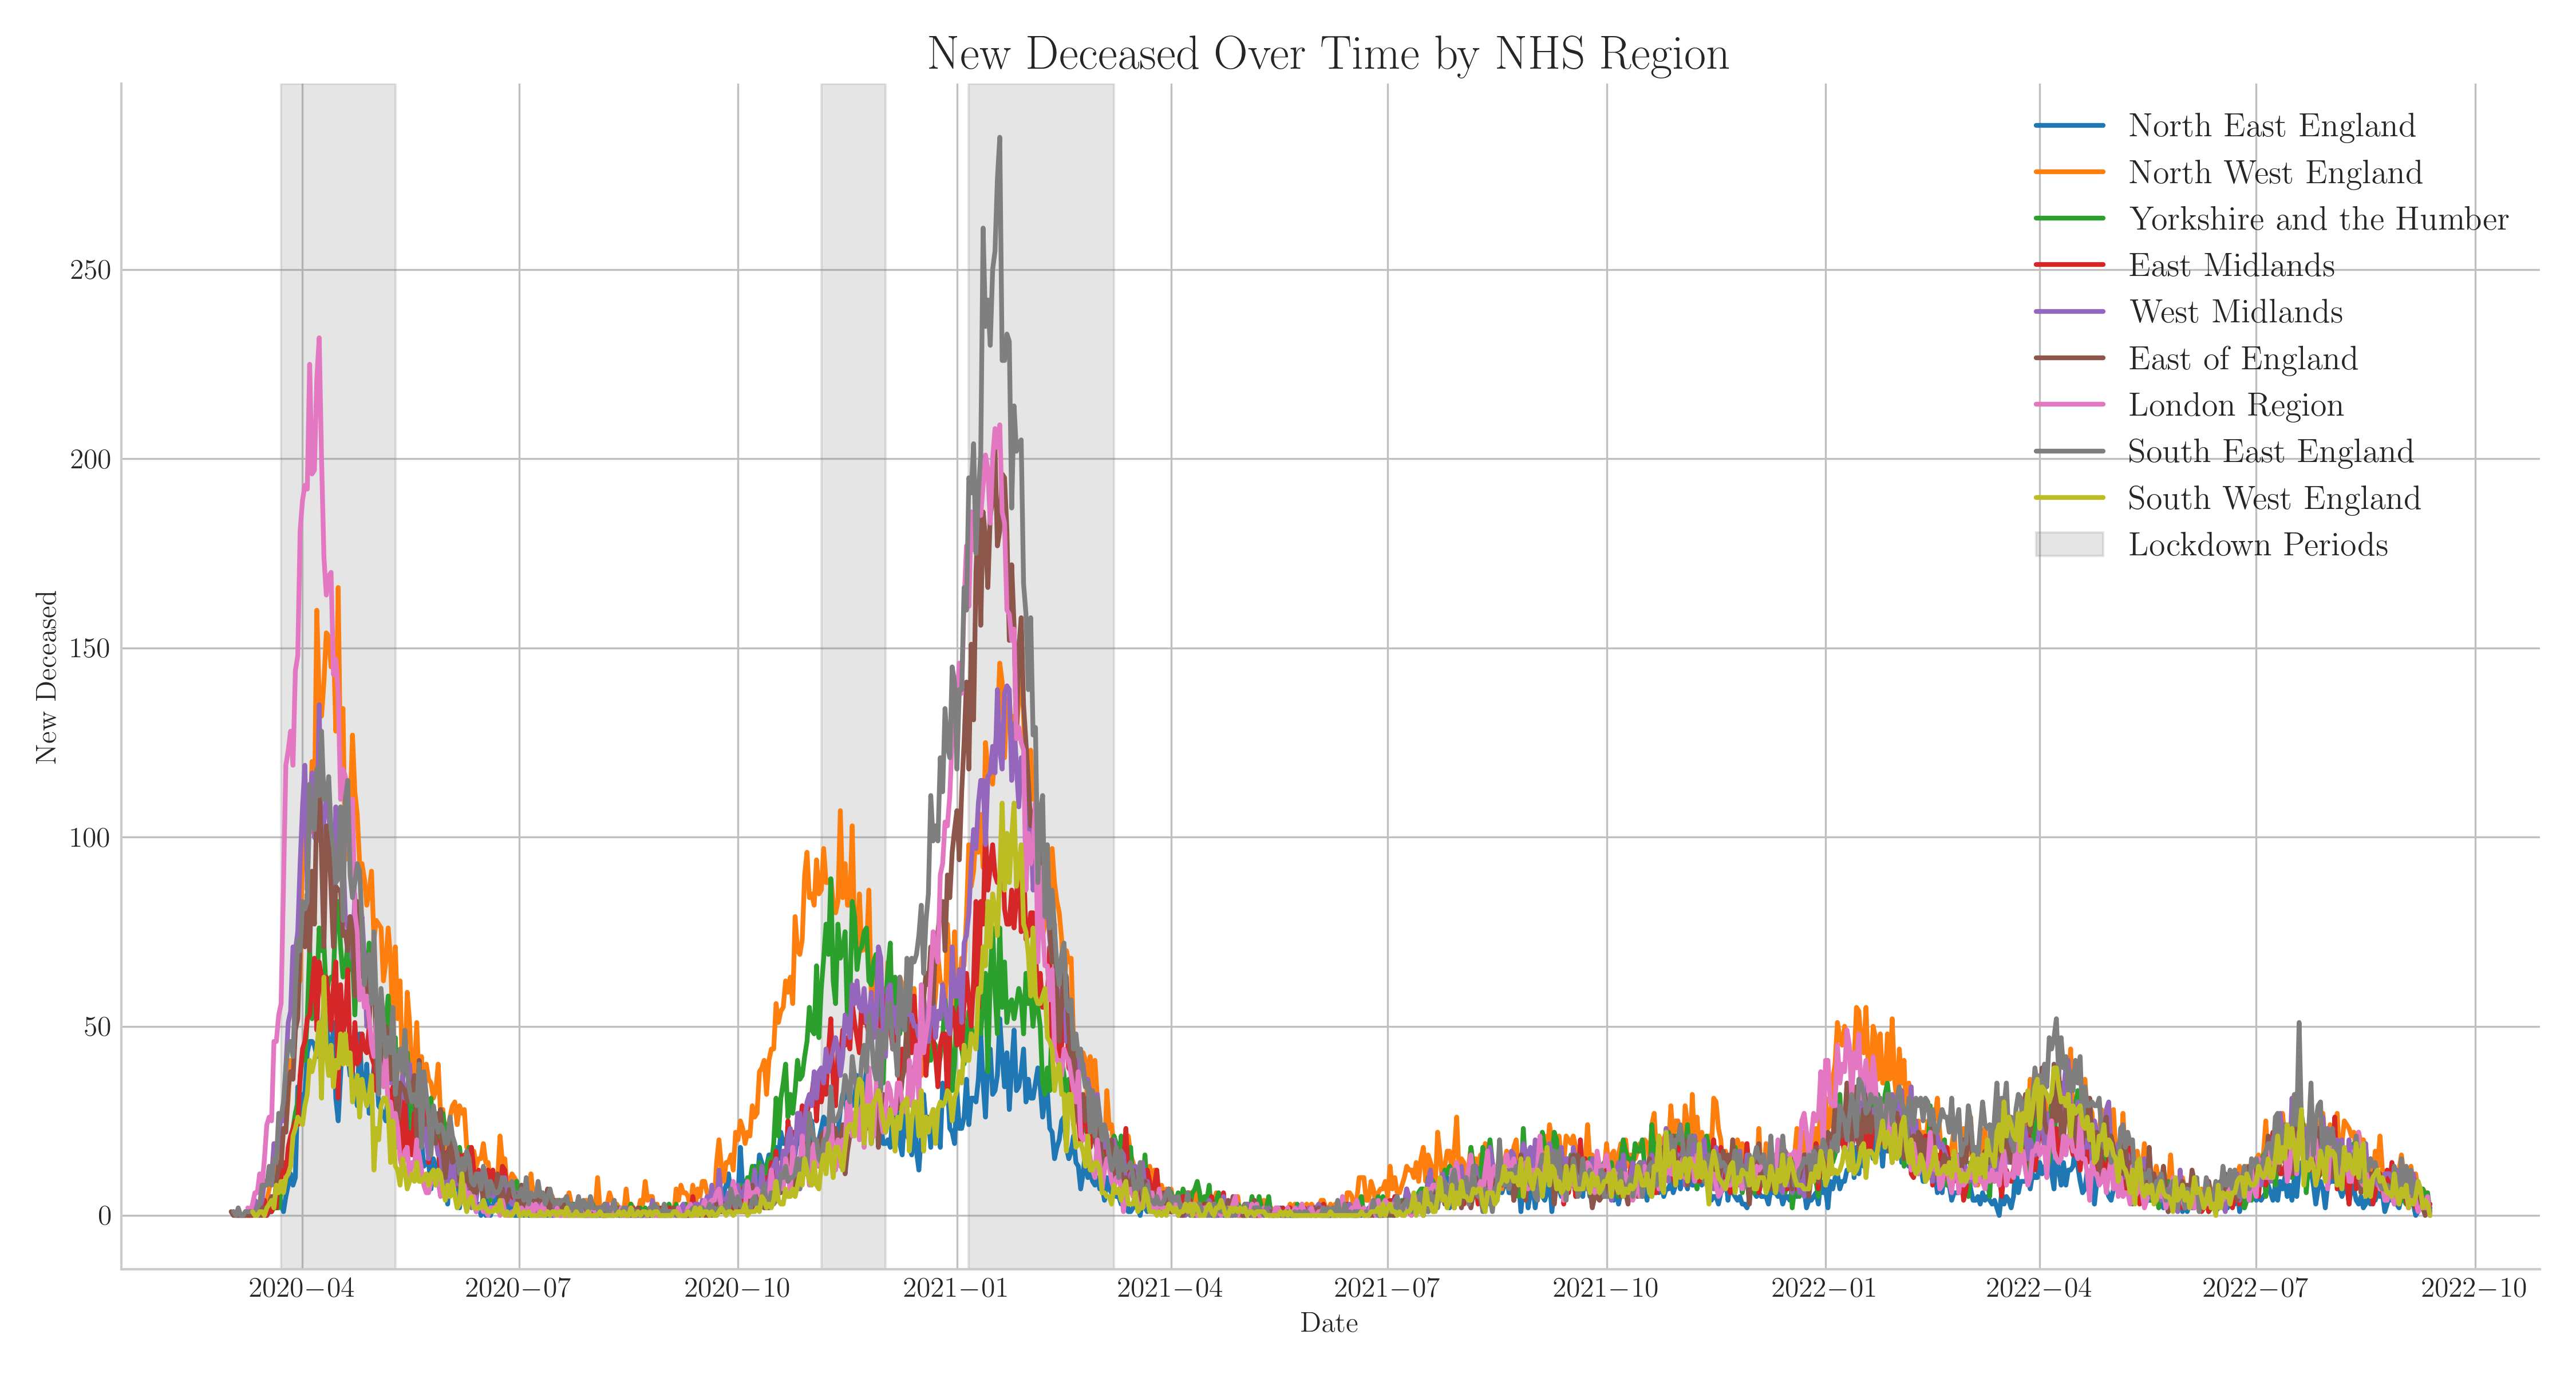 New Deceased Over Time by NHS Region
North East England
North West England
Yorkshire and the Humber
East Midlands
West Midlands
East of England
London Region
South East England
South West England
Lockdown Periods
New Deceased
250
200
150
100
50
0
2020−04 2020−07 2020−10 2021−01 2021−04 2021−07 2021−10 2022−01 2022−04 2022−07 2022−10
Date